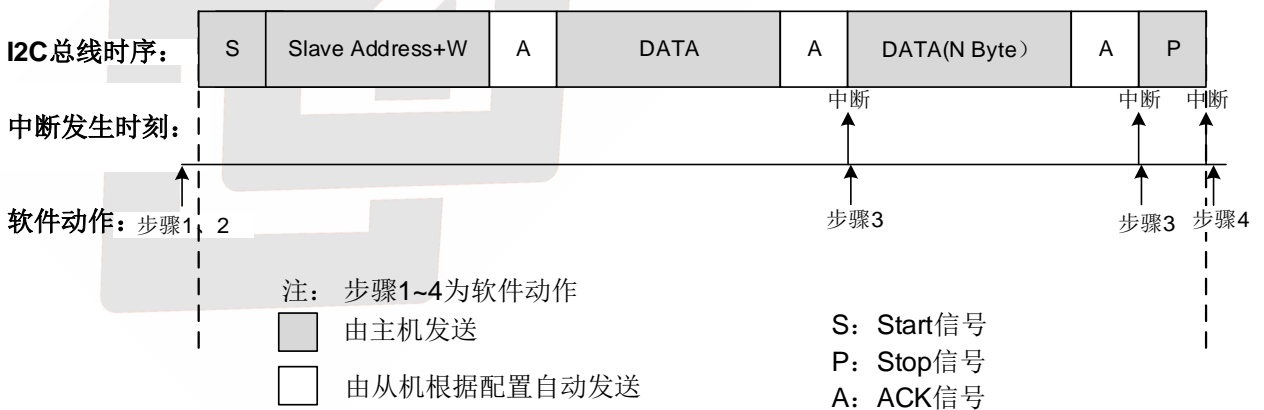 I2C总线时序： S Slave Address+W A DATA A DATA(N Byte） A P
中断 中断 中断
中断发生时刻：
软件动作：步骤1、2 步骤3 步骤3 步骤4
注： 步骤1~4为软件动作
由主机发送
由从机根据配置自动发送
S：Start信号
P：Stop信号
A：ACK信号